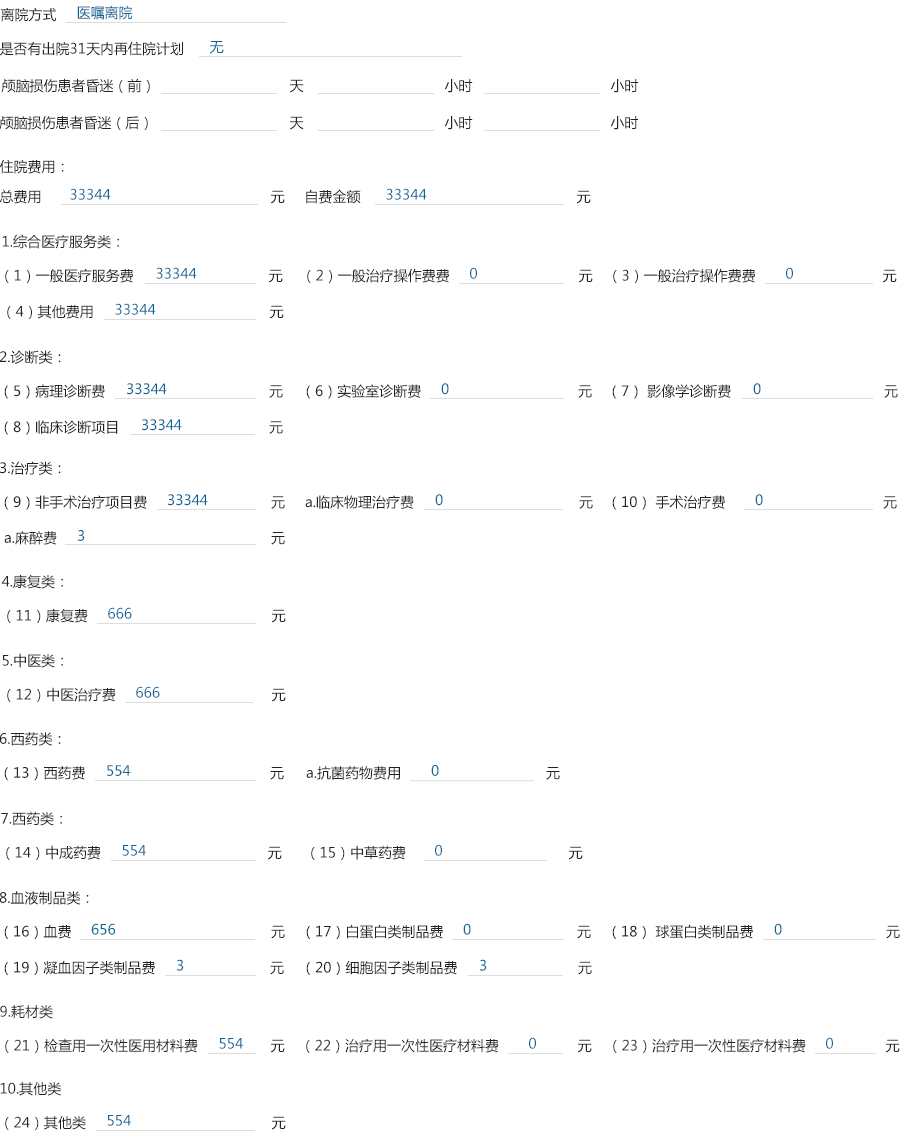 离院方式 医嘱离院
是否有出院31天内再住院计划 无
颅脑损伤患者昏迷（前） 天 小时 小时
颅脑损伤患者昏迷（后） 天 小时 小时
住院费用：
总费用 33344 元 自费金额 33344 元
1.综合医疗服务类：
（1）一般医疗服务费 33344 元 （2）一般治疗操作费费 0 元 （3）一般治疗操作费费 0 元
（4）其他费用 33344 元
2.诊断类：
（5）病理诊断费 33344 元 （6）实验室诊断费 0 元 （7） 影像学诊断费 0 元
（8）临床诊断项目 33344 元
3.治疗类：
（9）非手术治疗项目费 33344 元 a.临床物理治疗费 0 元 （10） 手术治疗费 0 元
a.麻醉费 3 元
4.康复类：
（11）康复费 666 元
5.中医类：
（12）中医治疗费 666 元
6.西药类：
（13）西药费 554 元 a.抗菌药物费用 0 元
7.西药类：
（14）中成药费 554 元 （15）中草药费 0 元
8.血液制品类：
（16）血费 656 元 （17）白蛋白类制品费 0 元 （18） 球蛋白类制品费 0 元
（19）凝血因子类制品费 3 元 （20）细胞因子类制品费 3 元
9.耗材类
（21）检查用一次性医用材料费 554 元 （22）治疗用一次性医疗材料费 0 元 （23）治疗用一次性医疗材料费 0 元
10.其他类
（24）其他类 554 元